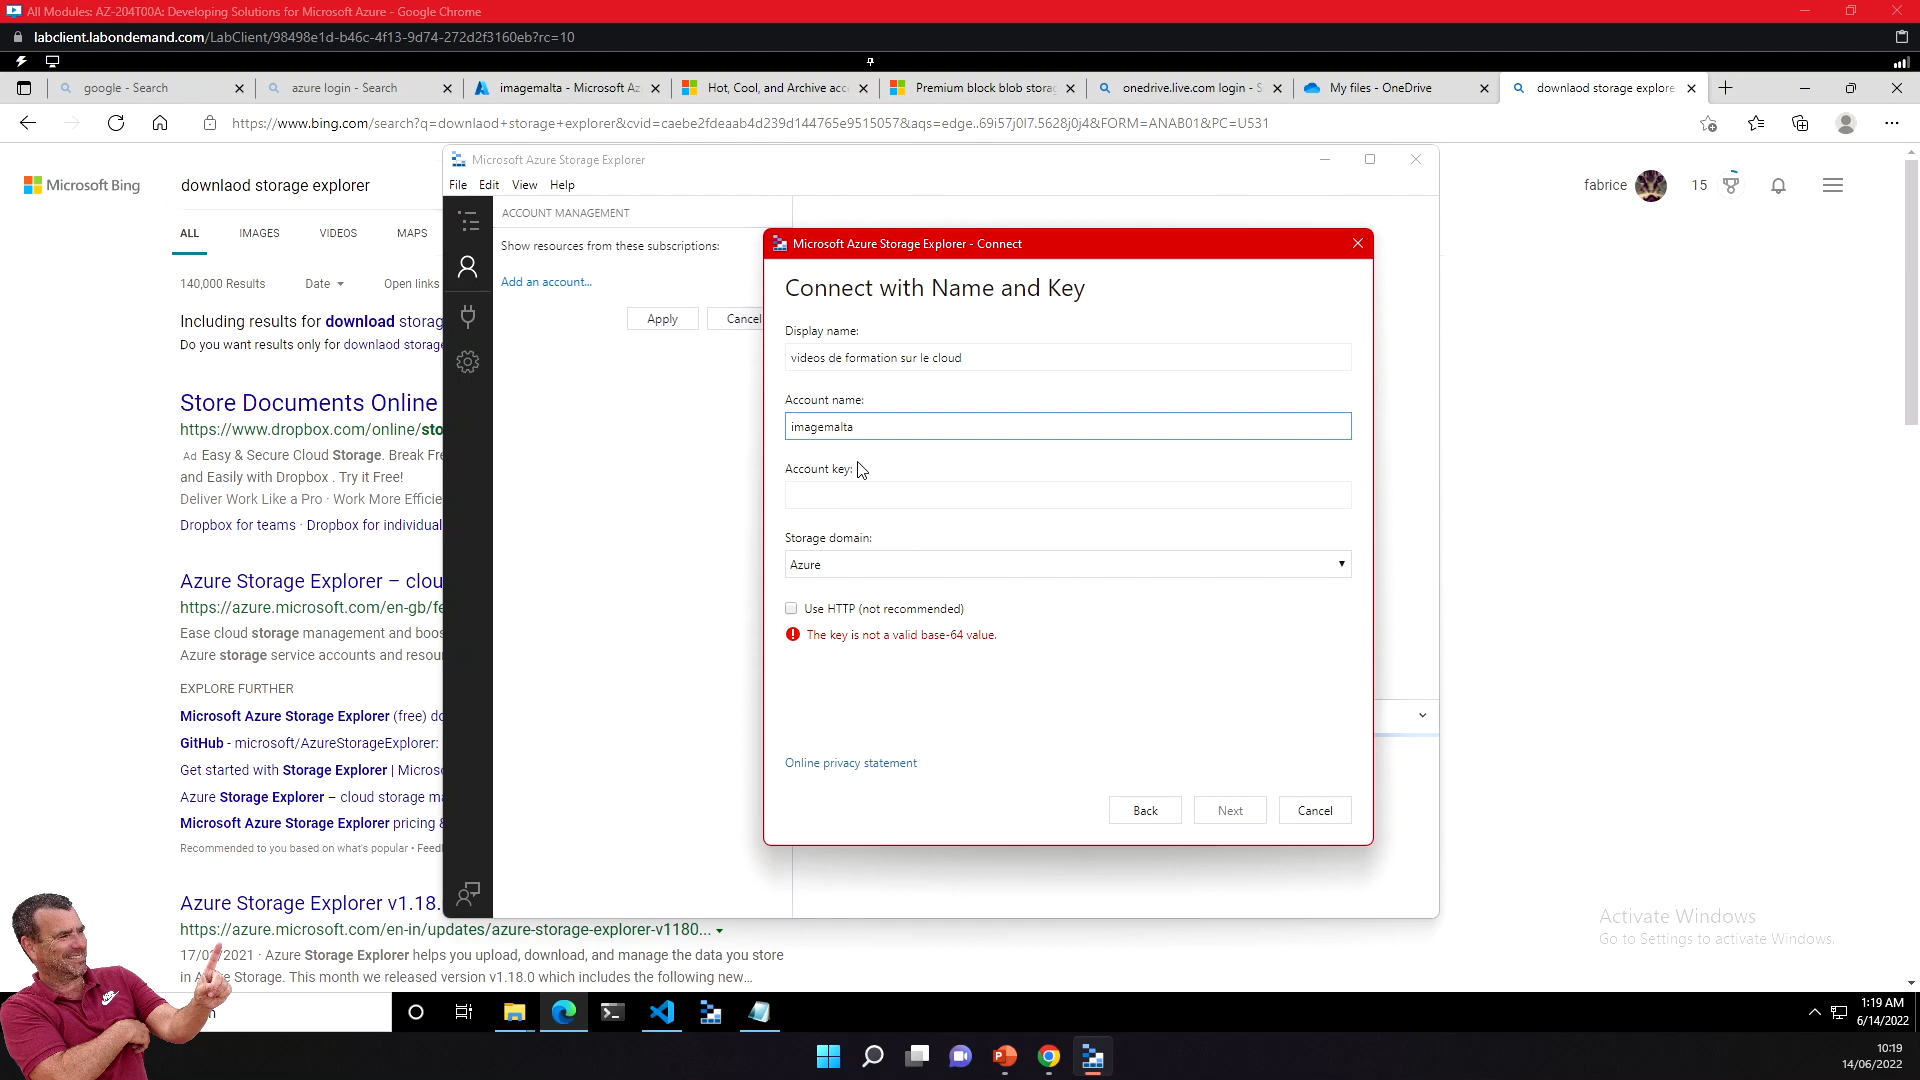 All Modules: AZ-204T00A: Developing Solutions for Microsoft Azure - Google Chrome
labclient.labondemand.com/LabClient/98498e1d-b46c-4f13-9d74-272d2f3160eb?rc=10
google - Search
azure login - Search
imagemalta - Microsoft Az
Hot, Cool, and Archive acc
Premium block blob storag
onedrive.live.com login - S
My files - OneDrive
downlaod storage explore
https://www.bing.com/search?q=downlaod+storage+explorer&cvid=caebe2fdeaab4d239d144765e9515057&aqs=edge..69i57j0l7.5628j0j4&FORM=ANAB01&PC=U531
Microsoft Bing
downlaod storage explorer
fabrice
15
ALL
IMAGES
VIDEOS
MAPS
140,000 Results
Date
Open links
Including results for download storag
Do you want results only for downlaod storage
Store Documents Online
https://www.dropbox.com/online/sto
Ad Easy & Secure Cloud Storage. Break Fre
and Easily with Dropbox . Try it Free!
Deliver Work Like a Pro · Work More Efficie
Dropbox for teams · Dropbox for individual
Azure Storage Explorer – clou
https://azure.microsoft.com/en-gb/fe
Ease cloud storage management and boos
Azure storage service accounts and resour
EXPLORE FURTHER
Microsoft Azure Storage Explorer (free) do
GitHub - microsoft/AzureStorageExplorer:
Get started with Storage Explorer | Microso
Azure Storage Explorer – cloud storage ma
Microsoft Azure Storage Explorer pricing &
Recommended to you based on what's popular • Feed
Azure Storage Explorer v1.18.
https://azure.microsoft.com/en-in/updates/azure-storage-explorer-v1180...
2021 · Azure Storage Explorer helps you upload, download, and manage the data you store
Storage. This month we released version v1.18.0 which includes the following new...
Microsoft Azure Storage Explorer
File
Edit
View
Help
ACCOUNT MANAGEMENT
Show resources from these subscriptions:
Add an account...
Apply
Cancel
Microsoft Azure Storage Explorer - Connect
Connect with Name and Key
Display name:
videos de formation sur le cloud
Account name:
imagemalta
Account key:
Storage domain:
Azure
Use HTTP (not recommended)
The key is not a valid base-64 value.
Online privacy statement
Back
Next
Cancel
Activate Windows
Go to Settings to activate Windows.
1:19 AM
6/14/2022
10:19
14/06/2022